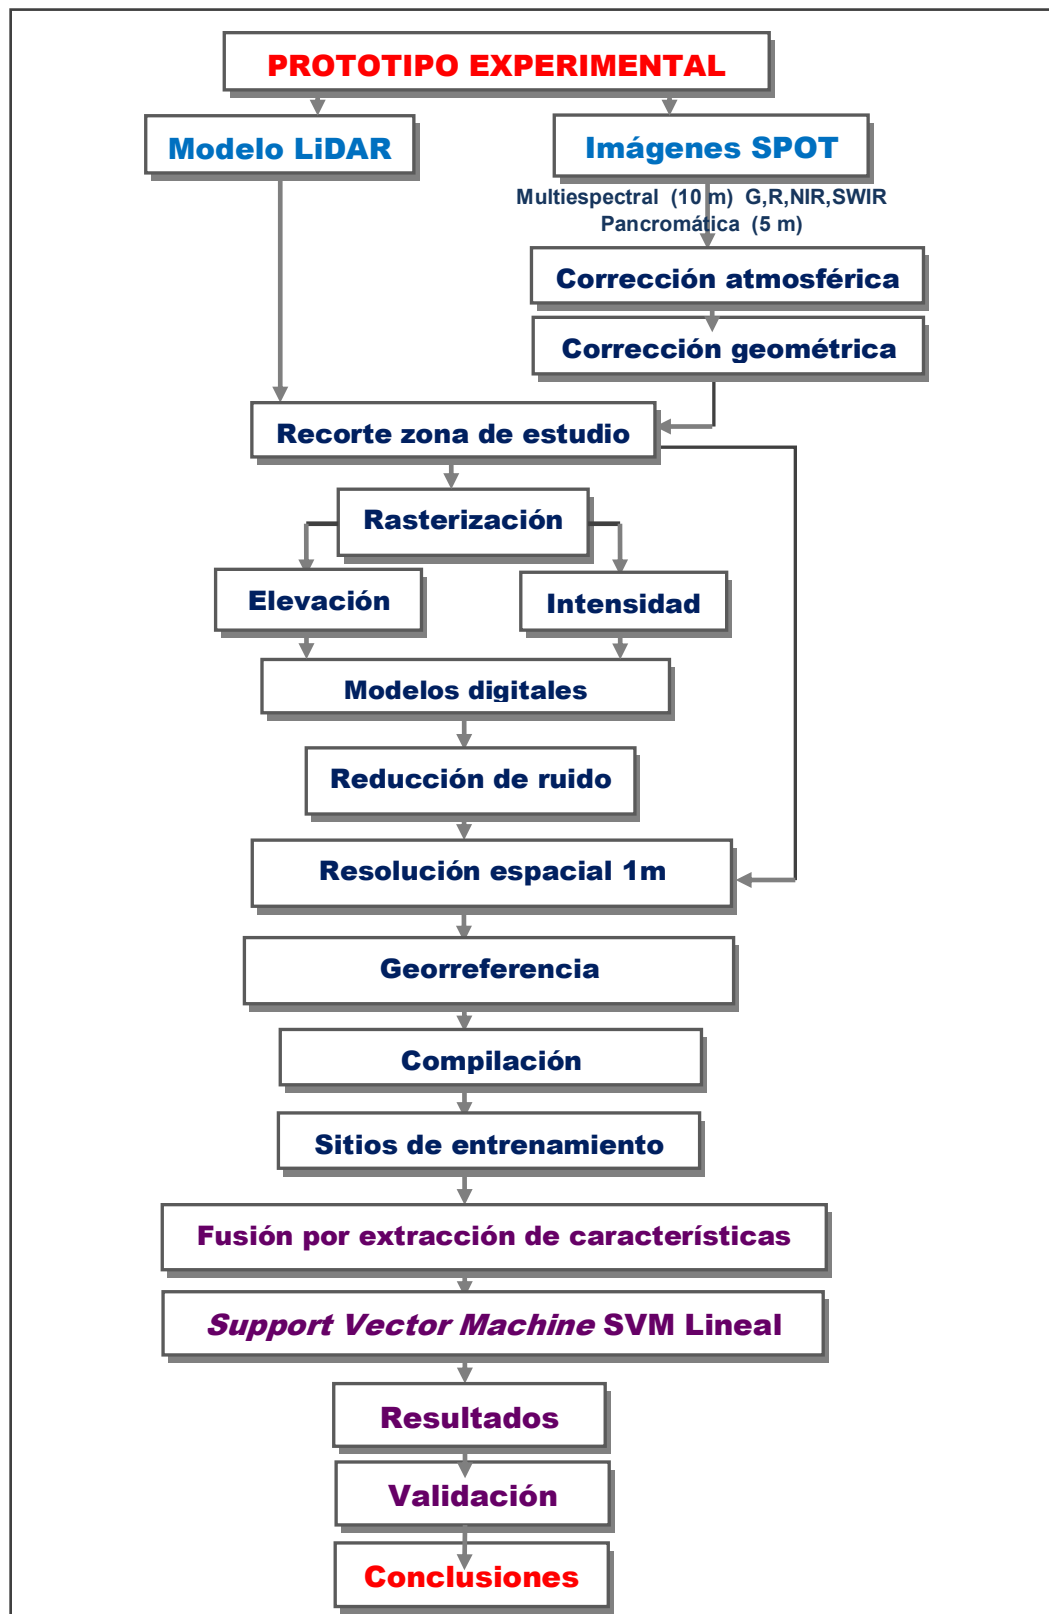 PROTOTIPO EXPERIMENTAL
Modelo LiDAR
Imágenes SPOT
Multiespectral (10 m) G,R,NIR,SWIR
Pancromática (5 m)
Corrección atmosférica
Corrección geométrica
Recorte zona de estudio
Rasterización
Elevación
Intensidad
Modelos digitales
Reducción de ruido
Resolución espacial 1m
Georreferencia
Compilación
Sitios de entrenamiento
Fusión por extracción de características
Support Vector Machine SVM Lineal
Resultados
Validación
Conclusiones